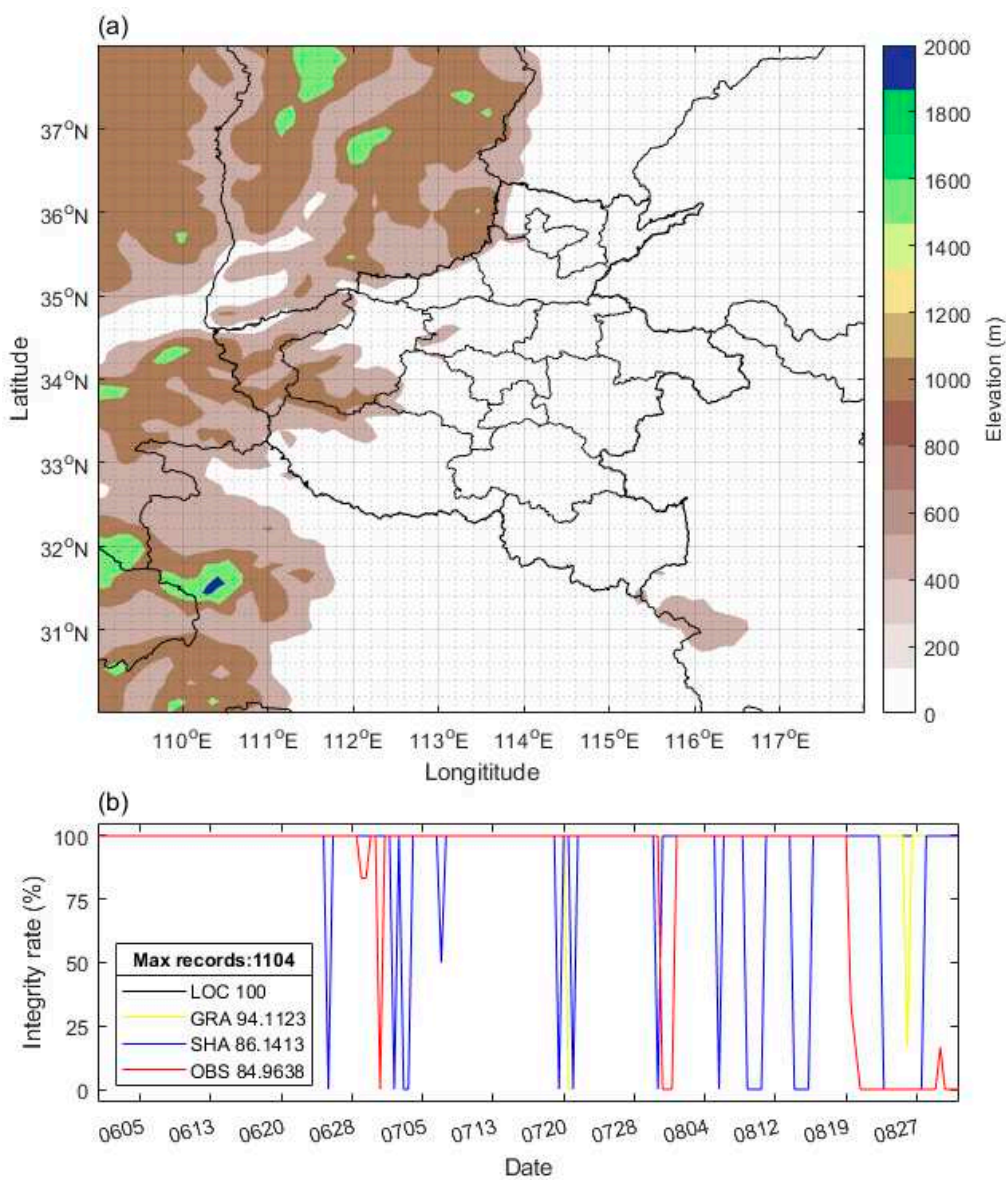 (a)
37°N
36°N
35°N
34°N
33°N
32°N
31°N
Latitude
110°E 111°E 112°E 113°E 114°E 115°E 116°E 117°E
Longititude
2000
1800
1600
1400
1200
1000
800
600
400
200
0
Elevation (m)
(b)
100
75
50
25
0
Integrity rate (%)
Max records:1104
LOC 100
GRA 94.1123
SHA 86.1413
OBS 84.9638
0605 0613 0620 0628 0705 0713 0720 0728 0804 0812 0819 0827
Date